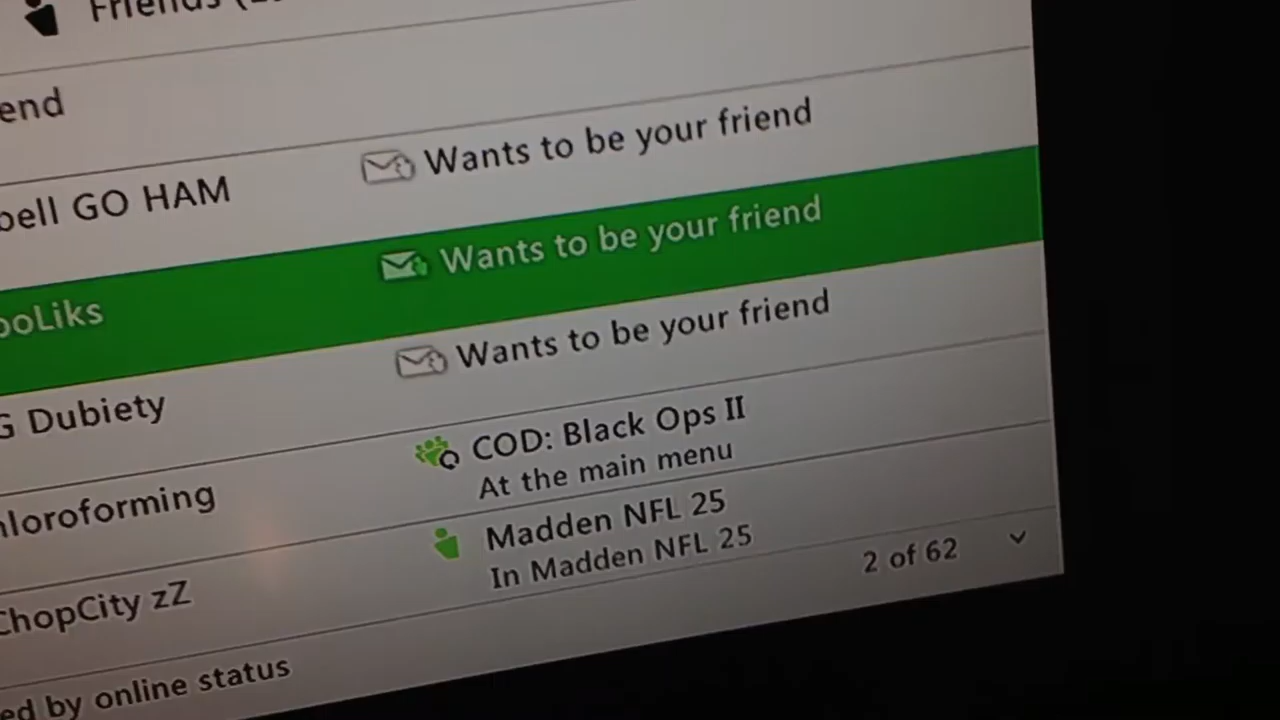 Friends
end
bell GO HAM
Wants to be your friend
ooLiks
Wants to be your friend
G Dubiety
Wants to be your friend
hloroforming
COD: Black Ops II
At the main menu
ChopCity zZ
Madden NFL 25
In Madden NFL 25
ed by online status
2 of 62